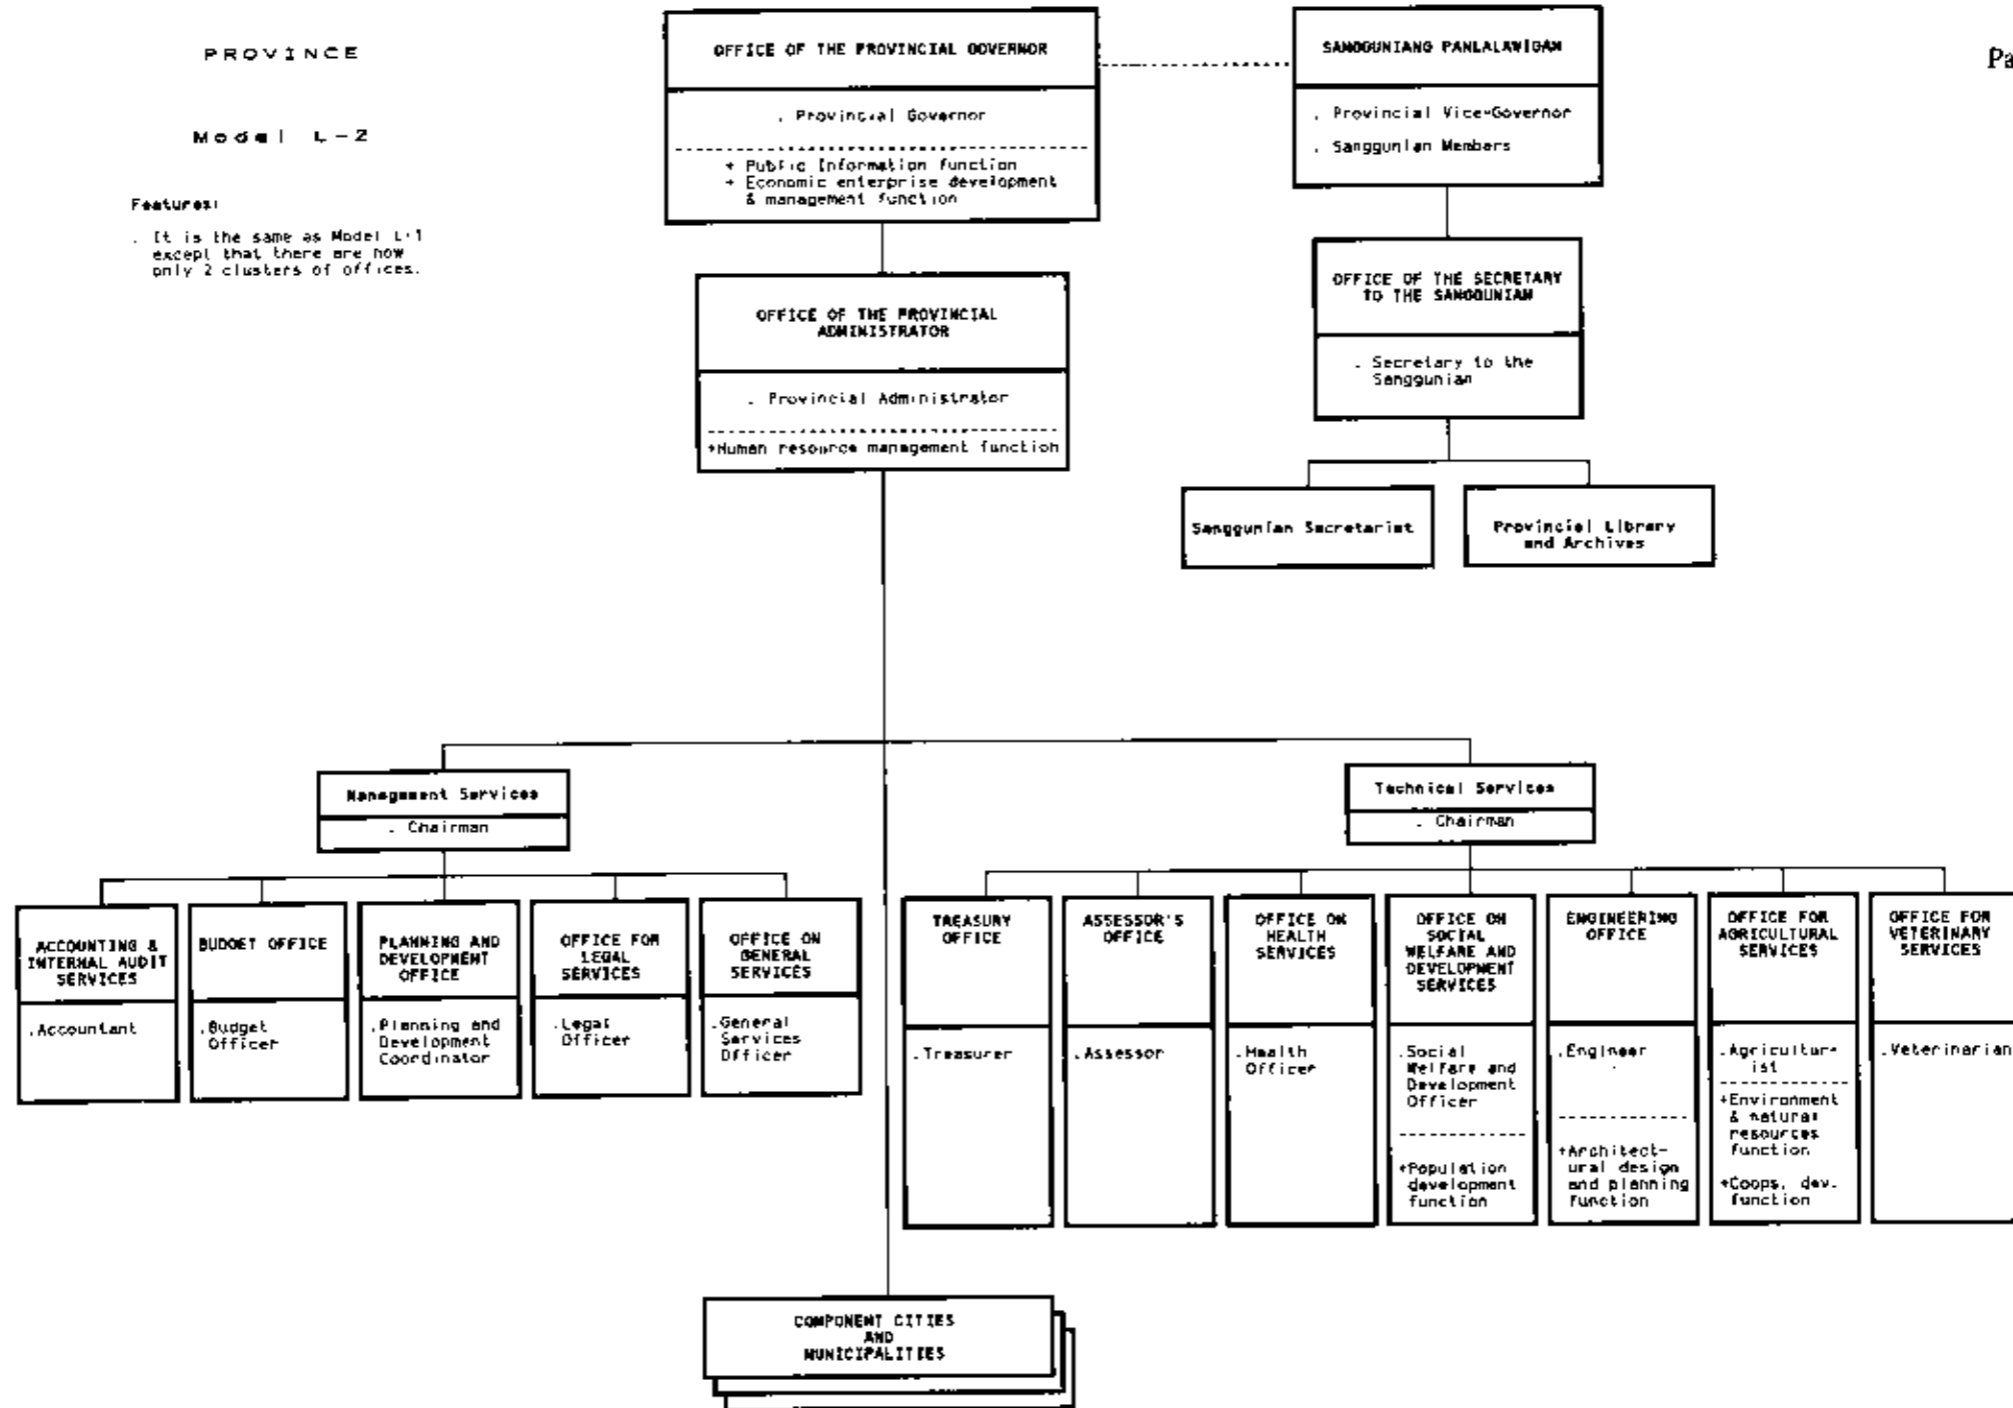 PROVINCE
Model L-2
Features:
. It is the same as Model L-1
except that there are now
only 2 clusters of offices.
OFFICE OF THE PROVINCIAL GOVERNOR
. Provincial Governor
+ Public Information function
+ Economic enterprise development
& management function
SANGGUNIANG PANLALAWIGAN
. Provincial Vice-Governor
. Sanggunian Members
Pa
OFFICE OF THE PROVINCIAL
ADMINISTRATOR
. Provincial Administrator
+Human resource management function
OFFICE OF THE SECRETARY
TO THE SANGGUNIAN
. Secretary to the
Sanggunian
Sanggunian Secretariat
Provincial Library
and Archives
Management Services
. Chairman
Technical Services
. Chairman
ACCOUNTING &
INTERNAL AUDIT
SERVICES
.Accountant
BUDGET OFFICE
.Budget
Officer
PLANNING AND
DEVELOPMENT
OFFICE
.Planning and
Development
Coordinator
OFFICE FOR
LEGAL
SERVICES
.Legal
Officer
OFFICE ON
GENERAL
SERVICES
.General
Services
Officer
TREASURY
OFFICE
.Treasurer
ASSESSOR'S
OFFICE
.Assessor
OFFICE ON
HEALTH
SERVICES
.Health
Officer
OFFICE ON
SOCIAL
WELFARE AND
DEVELOPMENT
SERVICES
.Social
Welfare and
Development
Officer
+Population
development
function
ENGINEERING
OFFICE
.Engineer
+Architect-
ural design
and planning
function
OFFICE FOR
AGRICULTURAL
SERVICES
.Agricultur-
ist
+Environment
& natural
resources
function
+Coops. dev.
function
OFFICE FOR
VETERINARY
SERVICES
.Veterinarian
COMPONENT CITIES
AND
MUNICIPALITIES